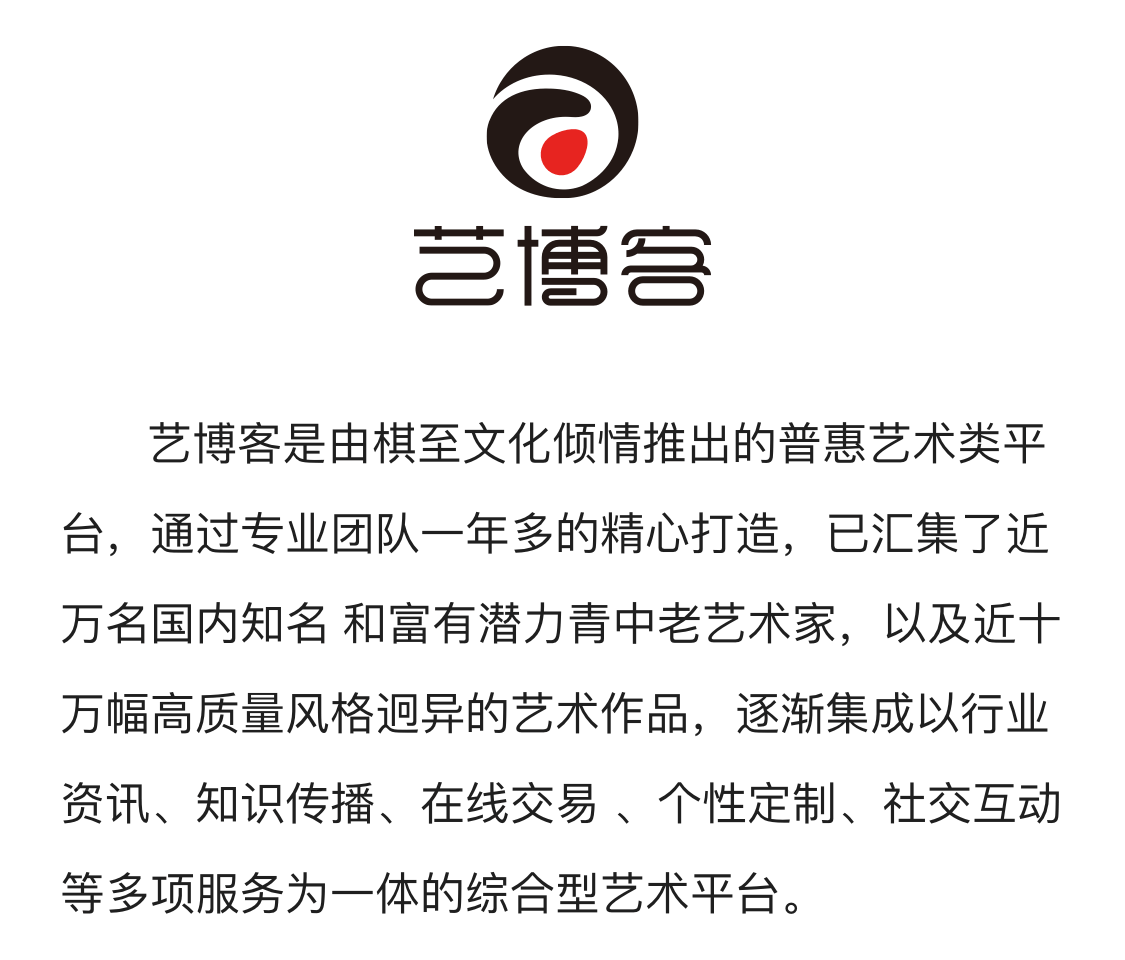 艺博客
艺博客是由棋至文化倾情推出的普惠艺术类平
台，通过专业团队一年多的精心打造，已汇集了近
万名国内知名 和富有潜力青中老艺术家，以及近十
万幅高质量风格迥异的艺术作品，逐渐集成以行业
资讯、知识传播、在线交易 、个性定制、社交互动
等多项服务为一体的综合型艺术平台。